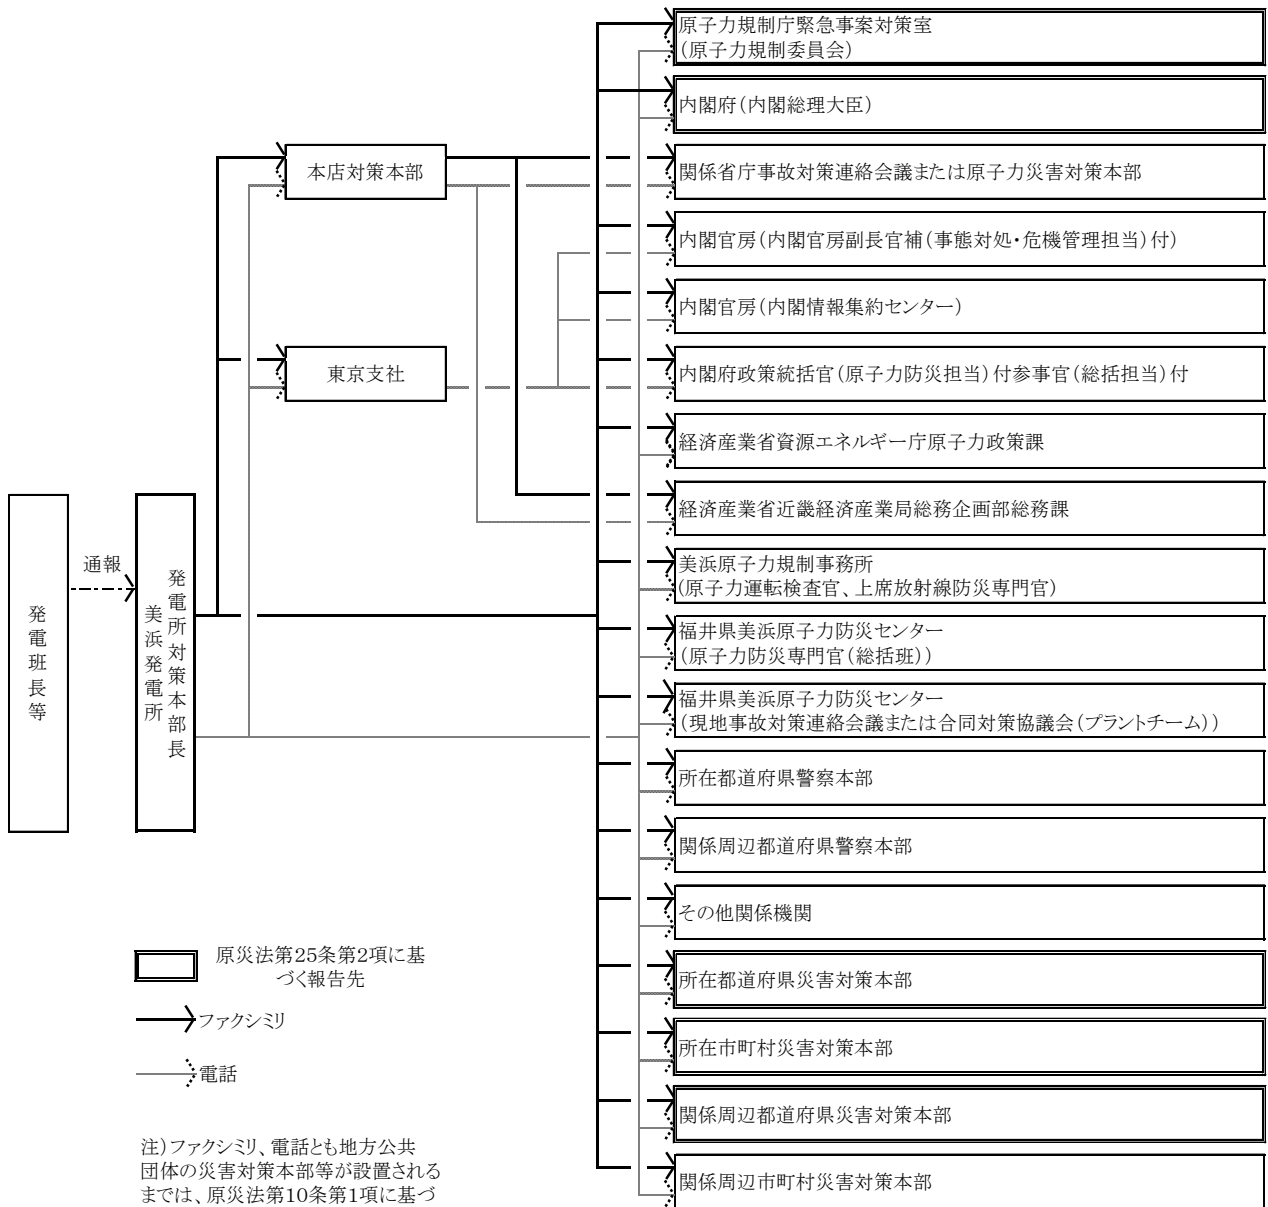 原子力規制庁緊急事案対策室
(原子力規制委員会)
内閣府(内閣総理大臣)
本店対策本部
関係省庁事故対策連絡会議または原子力災害対策本部
内閣官房(内閣官房副長官補(事態対処・危機管理担当)付)
内閣官房(内閣情報集約センター)
東京支社
内閣府政策統括官(原子力防災担当)付参事官(総括担当)付
経済産業省資源エネルギー庁原子力政策課
経済産業省近畿経済産業局総務企画部総務課
発電班長等
通報
発電所対策本部長
美浜発電所
美浜原子力規制事務所
(原子力運転検査官、上席放射線防災専門官)
福井県美浜原子力防災センター
(原子力防災専門官(総括班))
福井県美浜原子力防災センター
(現地事故対策連絡会議または合同対策協議会(プラントチーム))
所在都道府県警察本部
関係周辺都道府県警察本部
その他関係機関
所在都道府県災害対策本部
所在市町村災害対策本部
関係周辺都道府県災害対策本部
関係周辺市町村災害対策本部
原災法第25条第2項に基
づく報告先
ファクシミリ
電話
注)ファクシミリ、電話とも地方公共
団体の災害対策本部等が設置される
までは、原災法第10条第1項に基づ